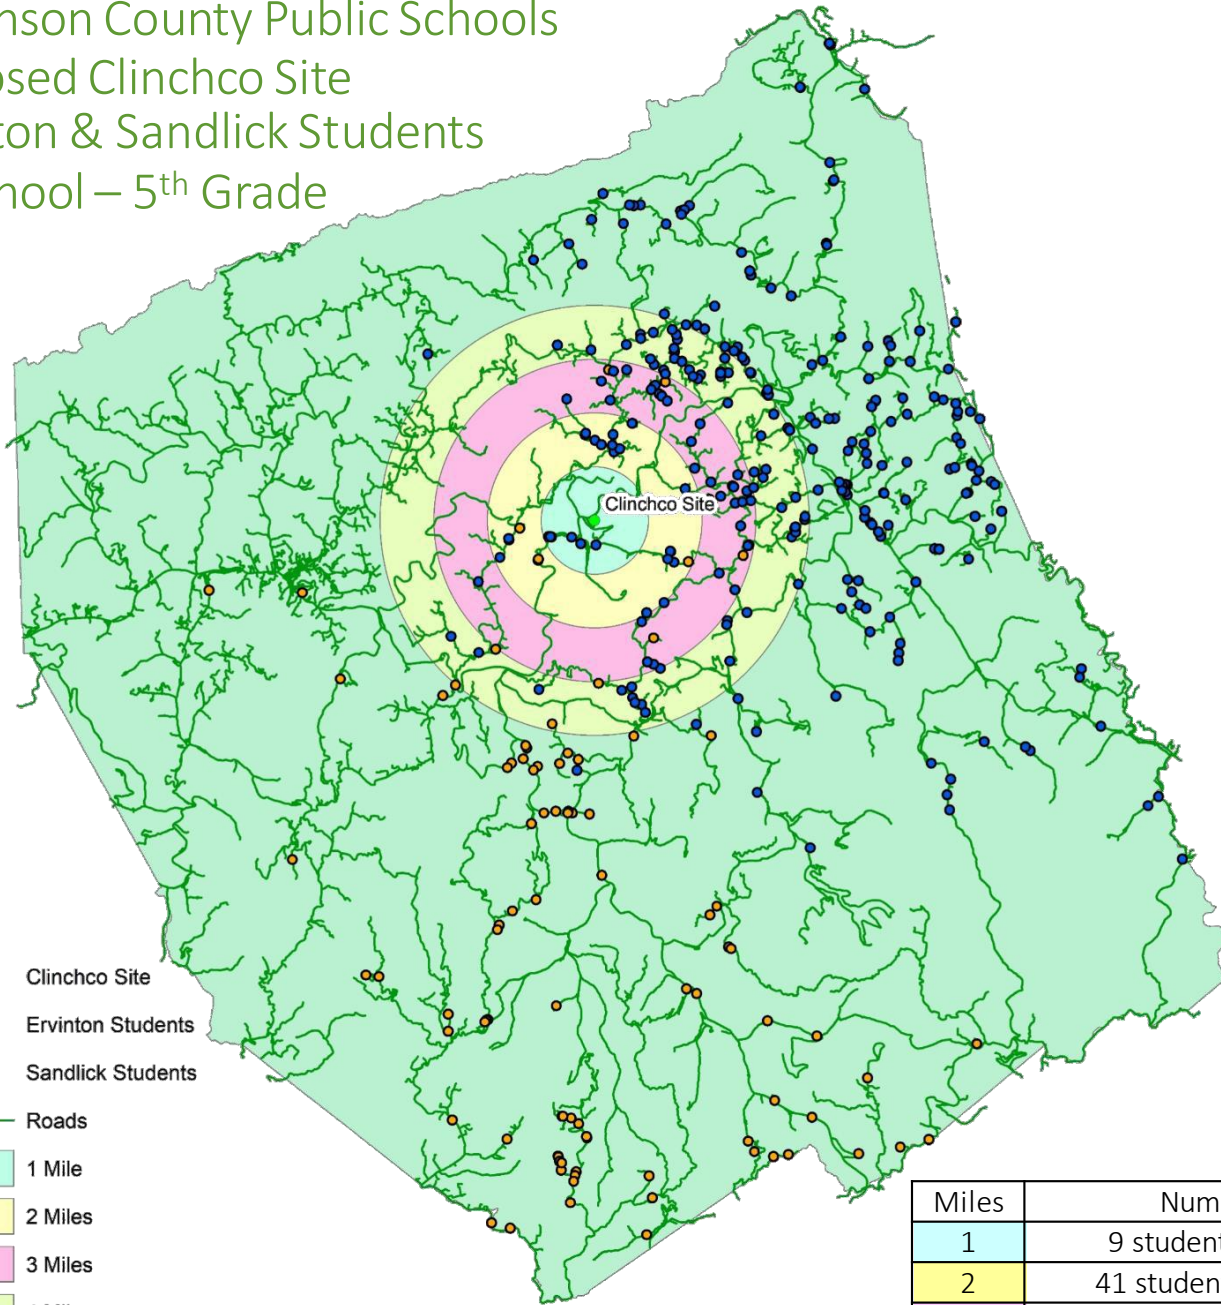 nson County Public Schools
osed Clinchco Site
ton & Sandlick Students
hool – 5th Grade
Clinchco Site
Clinchco Site
Ervinton Students
Sandlick Students
Roads
1 Mile
2 Miles
3 Miles
Miles Num
1 9 student
2 41 studen